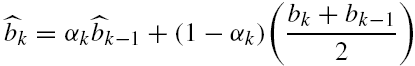 $\widehat{b}_k = \alpha_k \widehat{b}_{k-1} + (1 - \alpha_k) \left( \frac{b_k + b_{k-1}}{2} \right)$